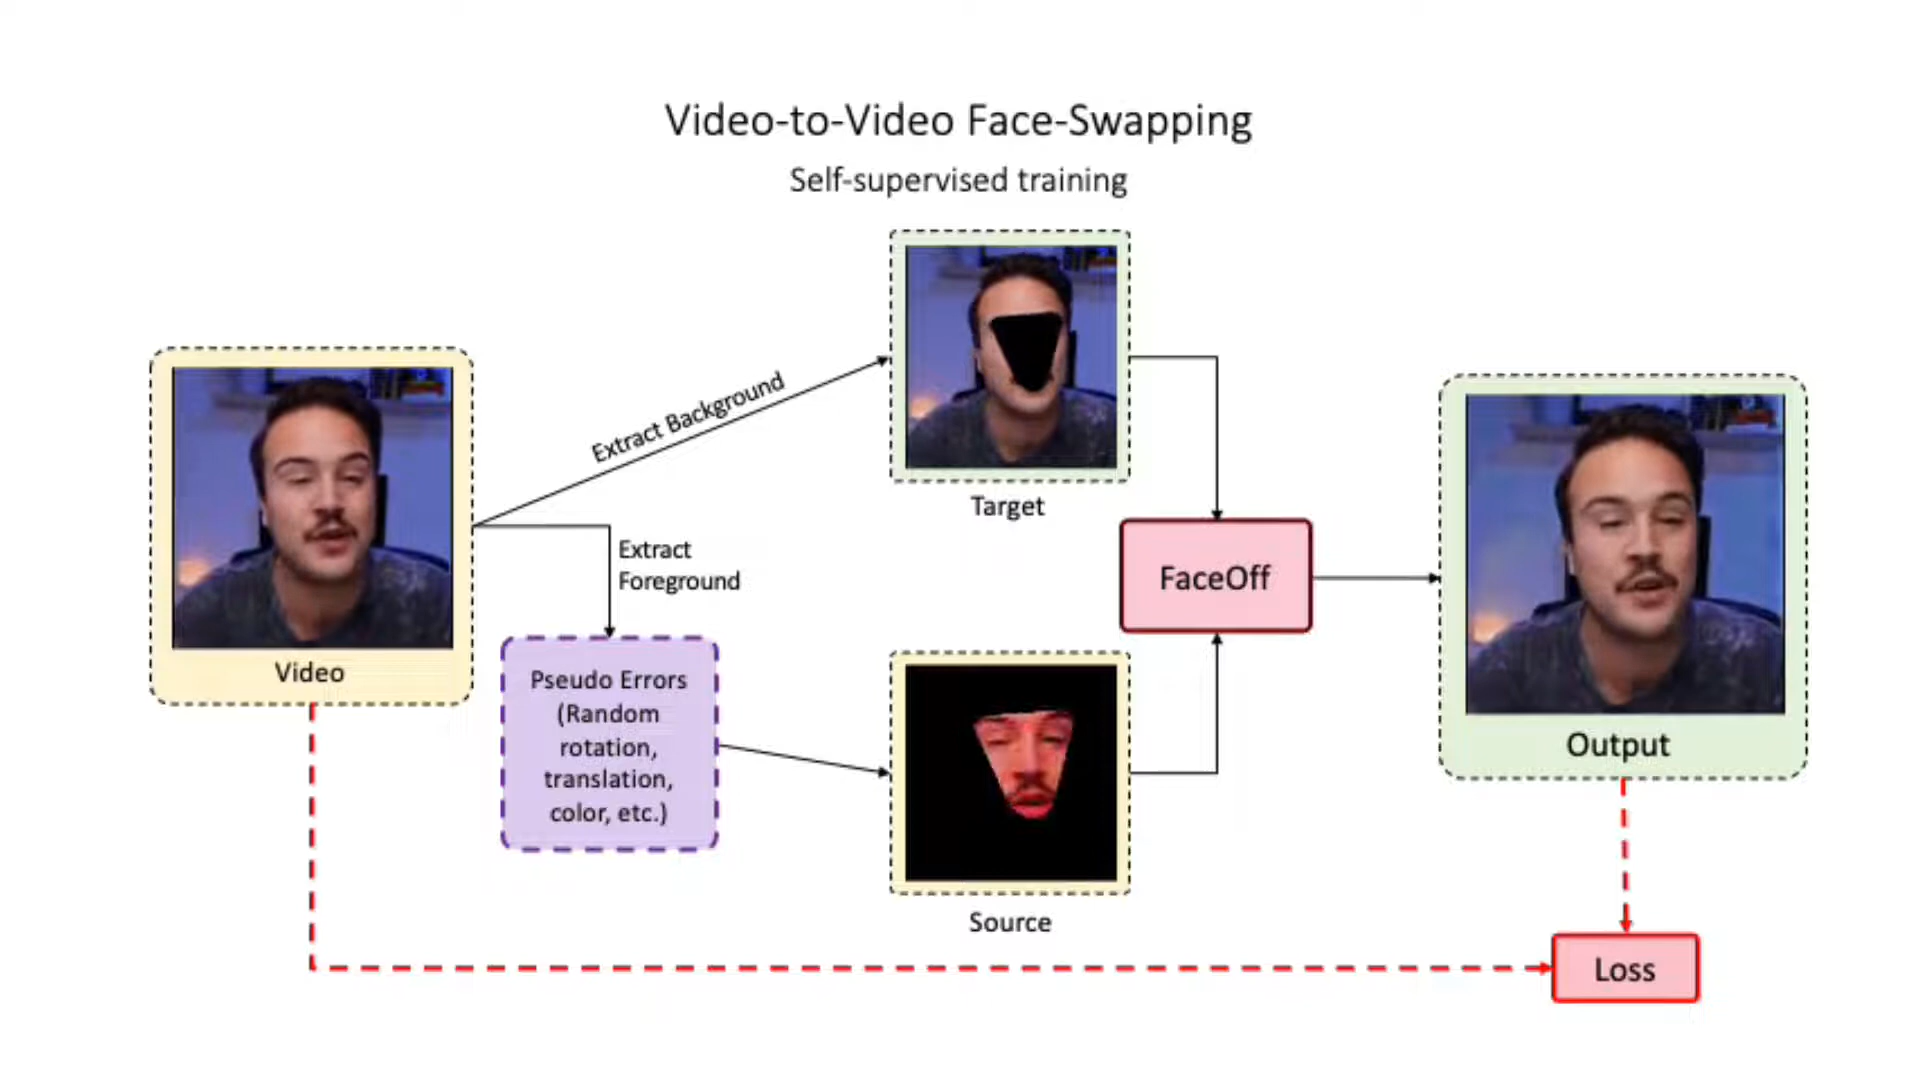 Video-to-Video Face-Swapping
Self-supervised training
Extract Background
Target
Extract
Foreground
FaceOff
Video
Pseudo Errors
(Random
rotation,
translation,
color, etc.)
Output
Source
Loss